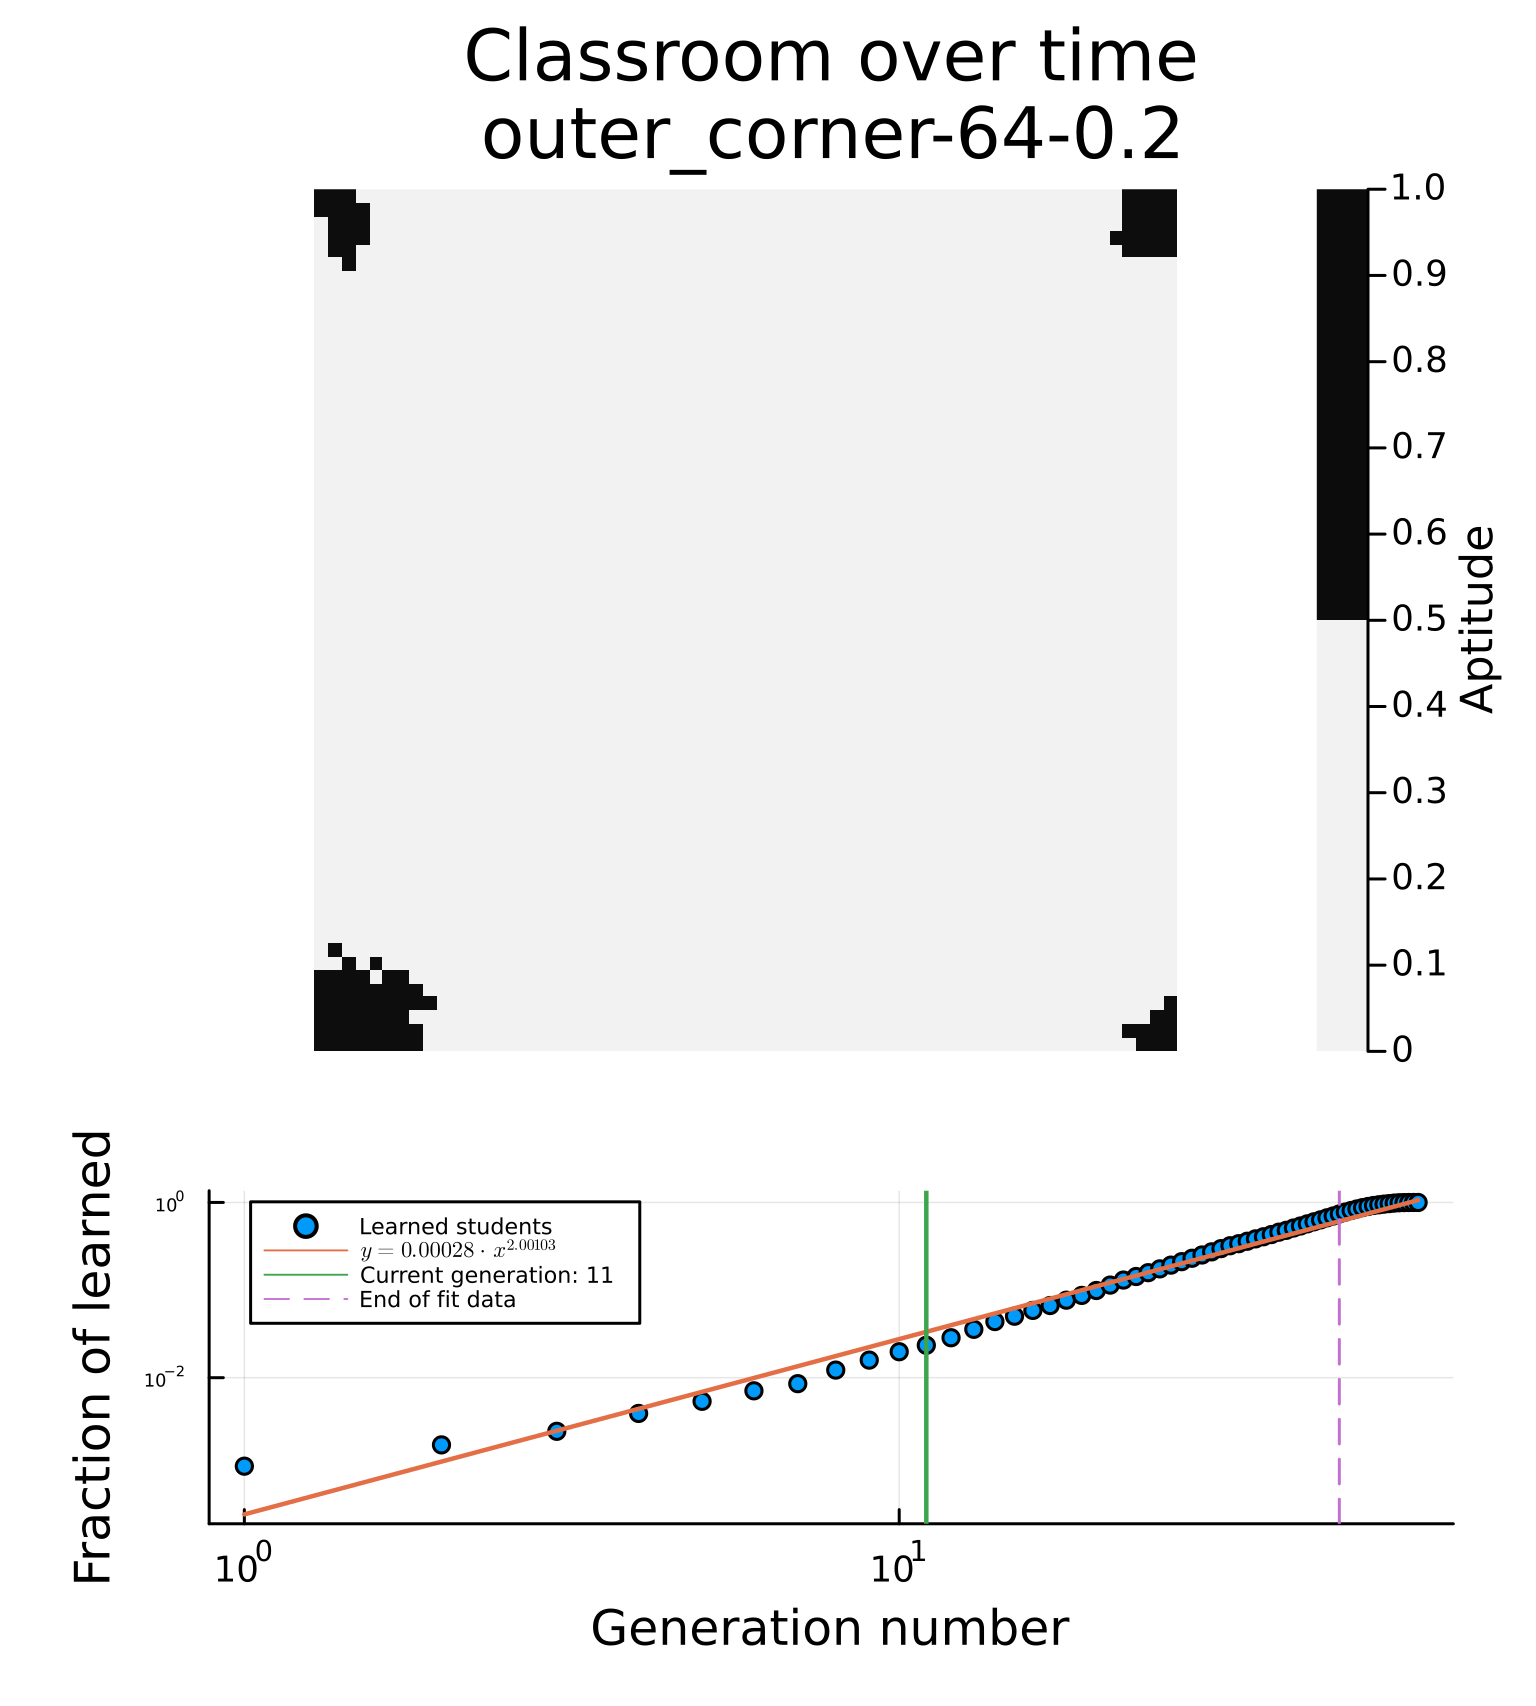 Classroom over time
outer_corner-64-0.2
1.0
0.9
0.8
0.7
0.6
0.5
0.4
0.3
0.2
0.1
0
Aptitude
Fraction of learned
10^0
10^-2
Learned students
y = 0.00028 · x^2.00103
Current generation: 11
End of fit data
10^0
10^1
Generation number